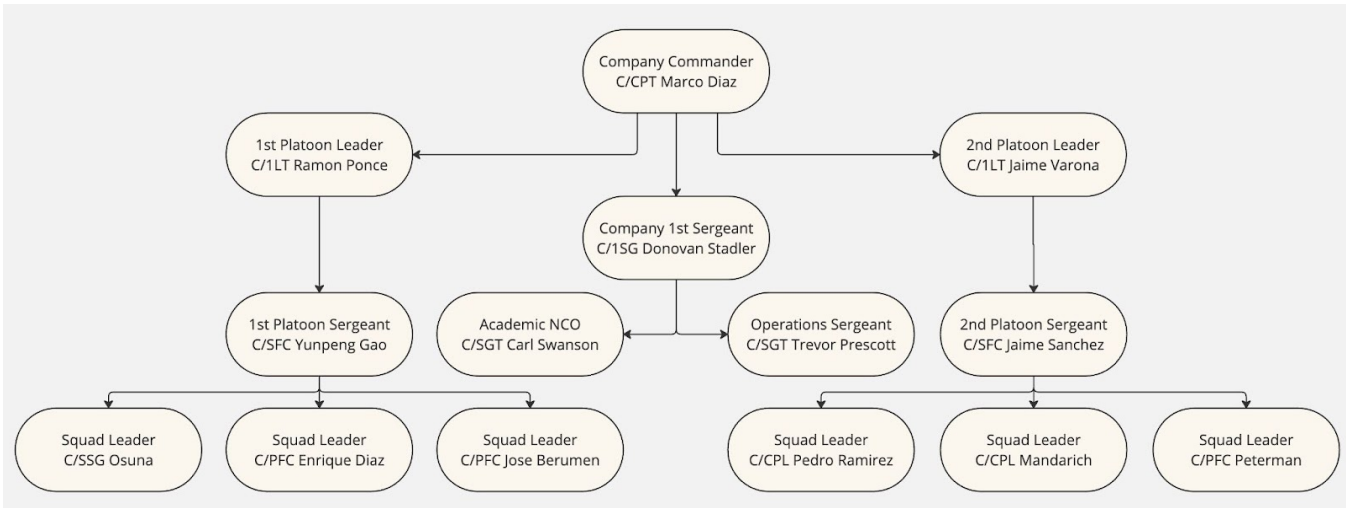 Company Commander
C/CPT Marco Diaz
1st Platoon Leader
C/1LT Ramon Ponce
2nd Platoon Leader
C/1LT Jaime Varona
Company 1st Sergeant
C/1SG Donovan Stadler
1st Platoon Sergeant
C/SFC Yunpeng Gao
Academic NCO
C/SGT Carl Swanson
Operations Sergeant
C/SGT Trevor Prescott
2nd Platoon Sergeant
C/SFC Jaime Sanchez
Squad Leader
C/SSG Osuna
Squad Leader
C/PFC Enrique Diaz
Squad Leader
C/PFC Jose Berumen
Squad Leader
C/CPL Pedro Ramirez
Squad Leader
C/CPL Mandarich
Squad Leader
C/PFC Peterman